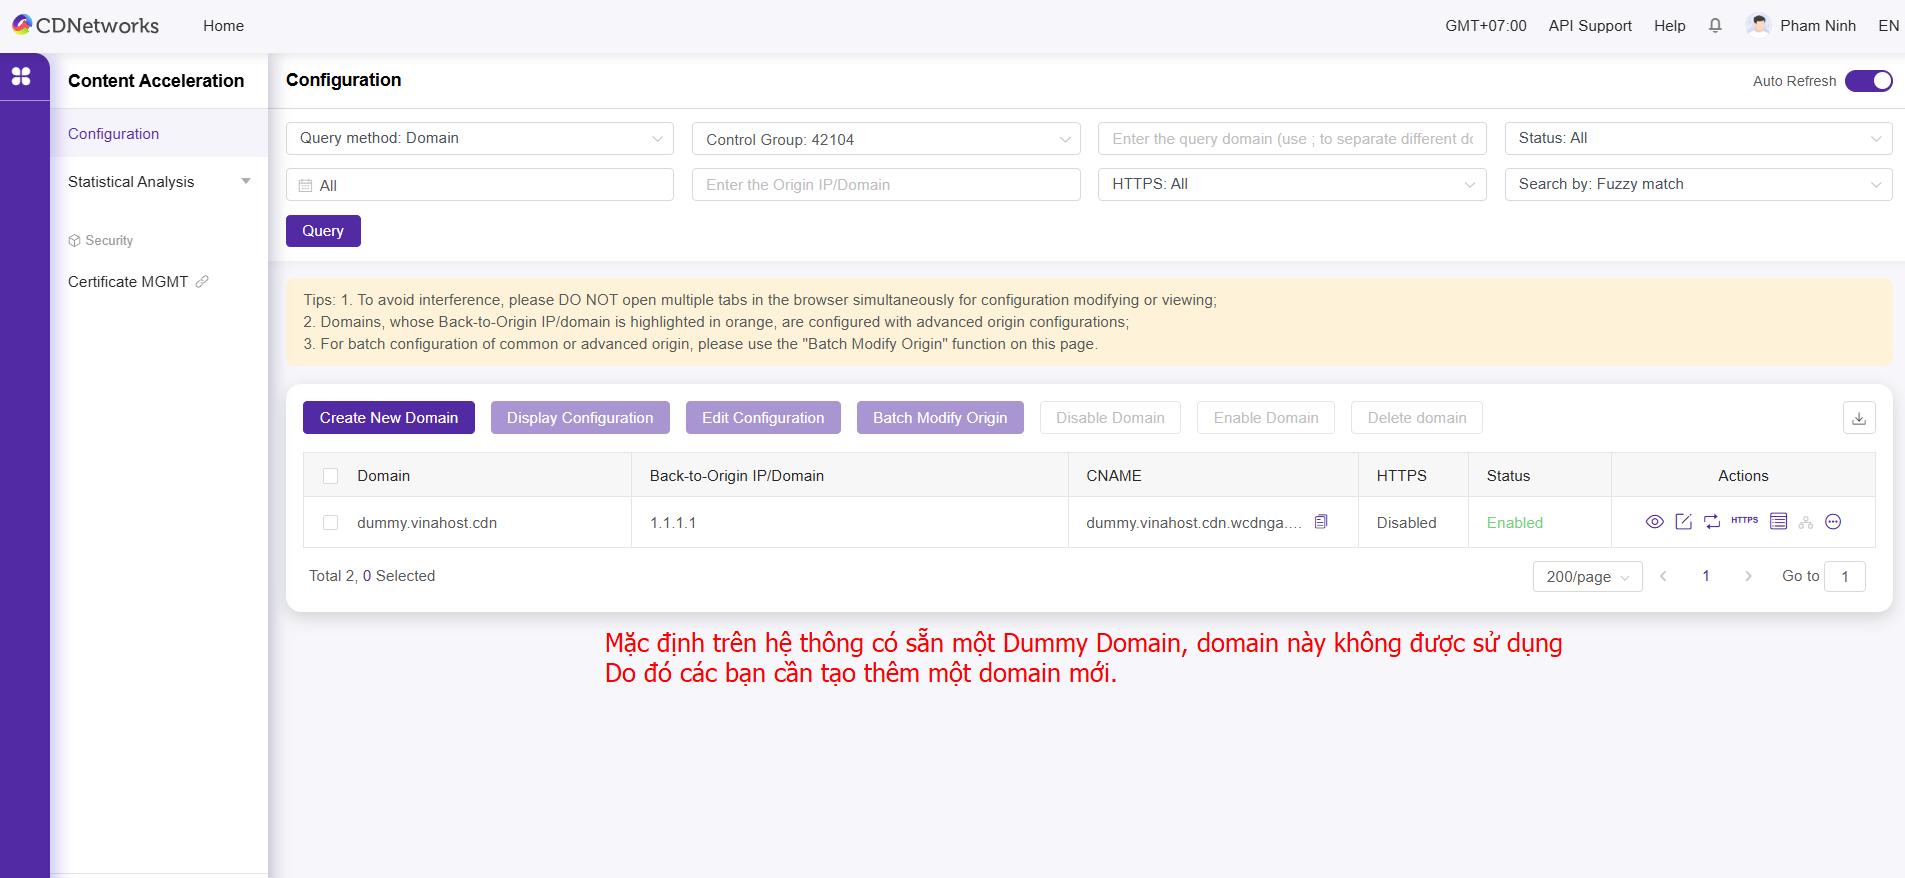 CDNetworks
Home
GMT+07:00
API Support
Help
Pham Ninh
EN
Content Acceleration
Configuration
Statistical Analysis
Security
Certificate MGMT
Configuration
Auto Refresh
Query method: Domain
Control Group: 42104
Enter the query domain (use ; to separate different do
Status: All
All
Enter the Origin IP/Domain
HTTPS: All
Search by: Fuzzy match
Query
Tips: 1. To avoid interference, please DO NOT open multiple tabs in the browser simultaneously for configuration modifying or viewing;
2. Domains, whose Back-to-Origin IP/domain is highlighted in orange, are configured with advanced origin configurations;
3. For batch configuration of common or advanced origin, please use the "Batch Modify Origin" function on this page.
Create New Domain
Display Configuration
Edit Configuration
Batch Modify Origin
Disable Domain
Enable Domain
Delete domain
Domain
Back-to-Origin IP/Domain
CNAME
HTTPS
Status
Actions
dummy.vinahost.cdn
1.1.1.1
dummy.vinahost.cdn.wcdnga....
Disabled
Enabled
HTTPS
Total 2, 0 Selected
200/page
1
Go to
1
Mặc định trên hệ thông có sẵn một Dummy Domain, domain này không được sử dụng
Do đó các bạn cần tạo thêm một domain mới.